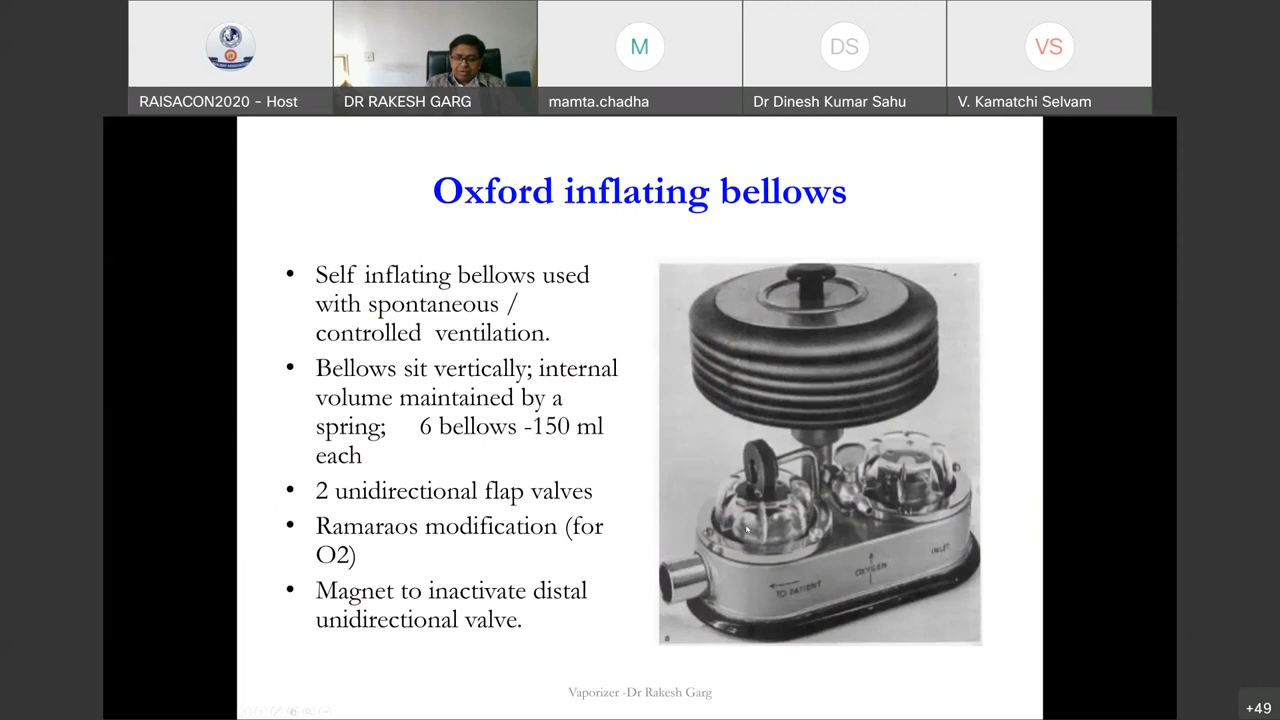 M
DS
VS
RAISACON2020 - Host
DR RAKESH GARG
mamta.chadha
Dr Dinesh Kumar Sahu
V. Kamatchi Selvam
Oxford inflating bellows
• Self inflating bellows used
with spontaneous /
controlled ventilation.
• Bellows sit vertically; internal
volume maintained by a
spring; 6 bellows -150 ml
each
• 2 unidirectional flap valves
• Ramaraos modification (for
O2)
• Magnet to inactivate distal
unidirectional valve.
TO PATIENT
OXYGEN
INLET
a
Vaporizer -Dr Rakesh Garg
+49